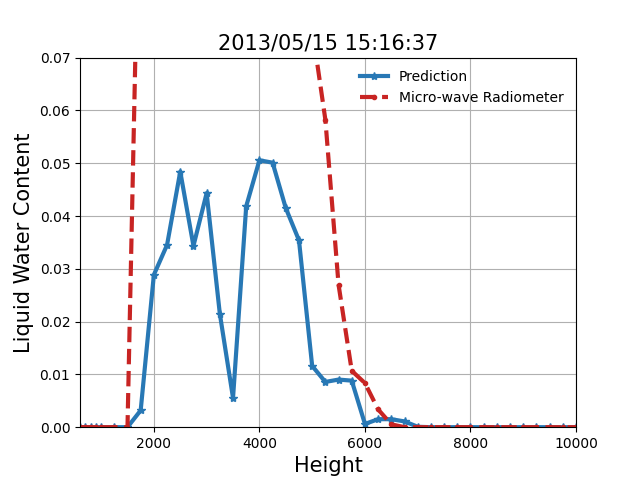 2013/05/15 15:16:37
0.07
0.06
0.05
0.04
0.03
0.02
0.01
0.00
Liquid Water Content
Prediction
Micro-wave Radiometer
2000 4000 6000 8000 10000
Height